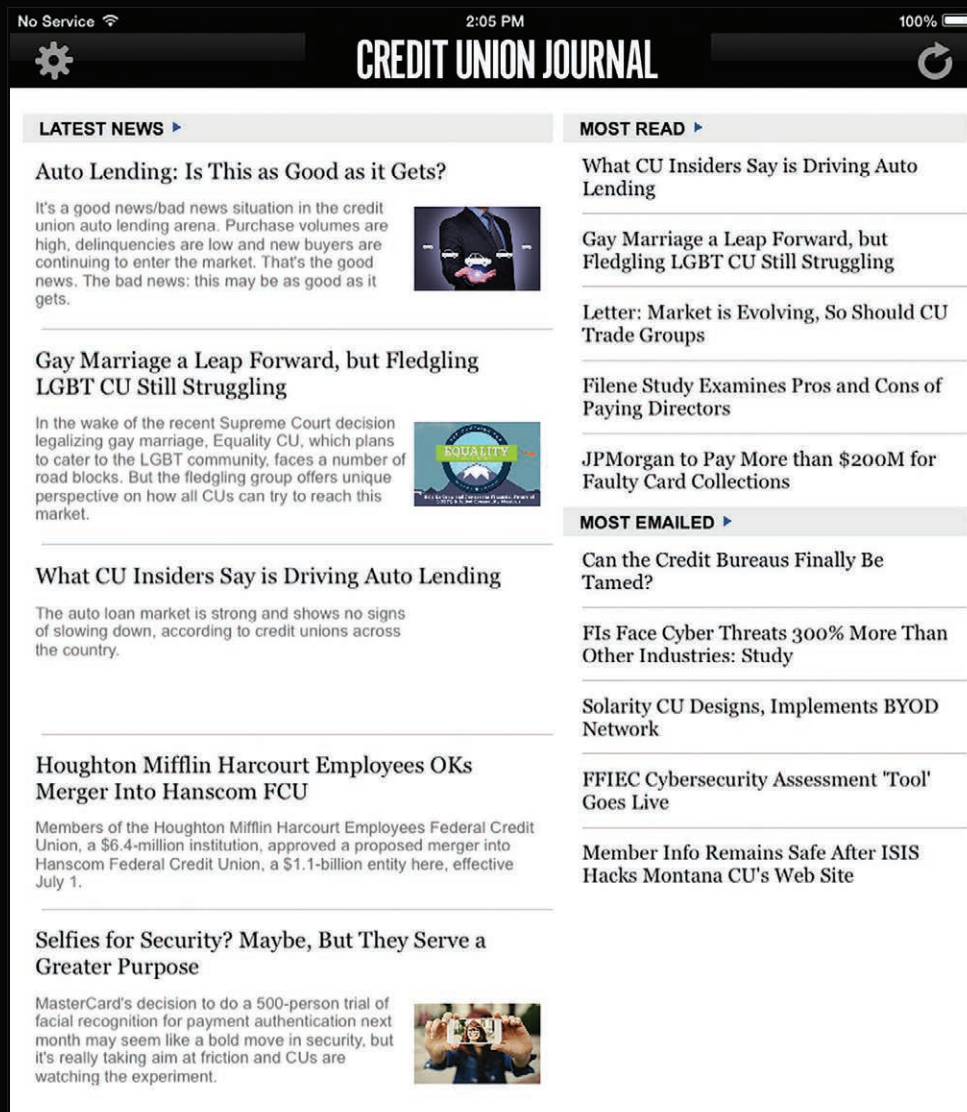 No Service
2:05 PM
100%
CREDIT UNION JOURNAL
LATEST NEWS
Auto Lending: Is This as Good as it Gets?
It's a good news/bad news situation in the credit
union auto lending arena. Purchase volumes are
high, delinquencies are low and new buyers are
continuing to enter the market. That's the good
news. The bad news: this may be as good as it
gets.
Gay Marriage a Leap Forward, but Fledgling
LGBT CU Still Struggling
In the wake of the recent Supreme Court decision
legalizing gay marriage, Equality CU, which plans
to cater to the LGBT community, faces a number of
road blocks. But the fledgling group offers unique
perspective on how all CUs can try to reach this
market.
EQUALITY
What CU Insiders Say is Driving Auto Lending
The auto loan market is strong and shows no signs
of slowing down, according to credit unions across
the country.
Houghton Mifflin Harcourt Employees OKs
Merger Into Hanscom FCU
Members of the Houghton Mifflin Harcourt Employees Federal Credit
Union, a $6.4-million institution, approved a proposed merger into
Hanscom Federal Credit Union, a $1.1-billion entity here, effective
July 1.
Selfies for Security? Maybe, But They Serve a
Greater Purpose
MasterCard's decision to do a 500-person trial of
facial recognition for payment authentication next
month may seem like a bold move in security, but
it's really taking aim at friction and CUs are
watching the experiment.
MOST READ
What CU Insiders Say is Driving Auto
Lending
Gay Marriage a Leap Forward, but
Fledgling LGBT CU Still Struggling
Letter: Market is Evolving, So Should CU
Trade Groups
Filene Study Examines Pros and Cons of
Paying Directors
JPMorgan to Pay More than $200M for
Faulty Card Collections
MOST EMAILED
Can the Credit Bureaus Finally Be
Tamed?
FIs Face Cyber Threats 300% More Than
Other Industries: Study
Solarity CU Designs, Implements BYOD
Network
FFIEC Cybersecurity Assessment 'Tool'
Goes Live
Member Info Remains Safe After ISIS
Hacks Montana CU's Web Site